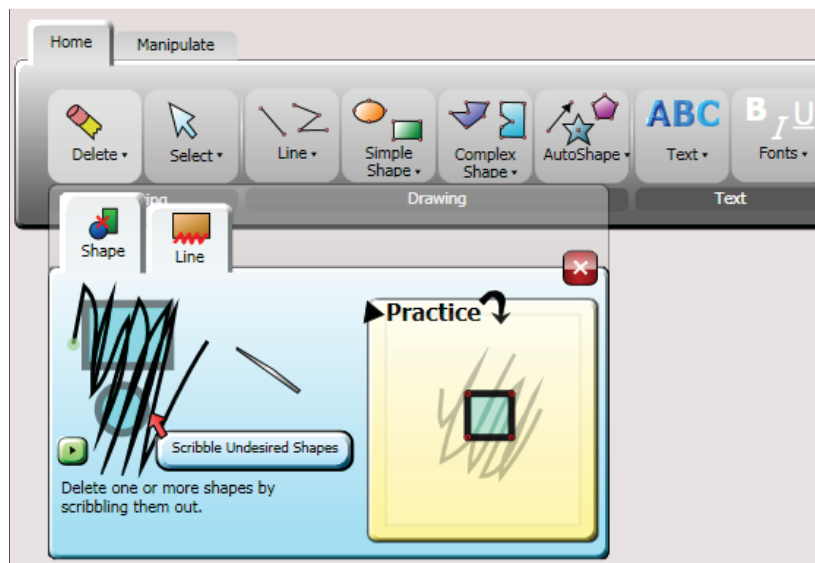 Home Manipulate
Delete Select Line Simple Shape Complex Shape AutoShape ABC Text B I U Fonts
Drawing Text
Shape Line
Practice
Scribble Undesired Shapes
Delete one or more shapes by
scribbling them out.